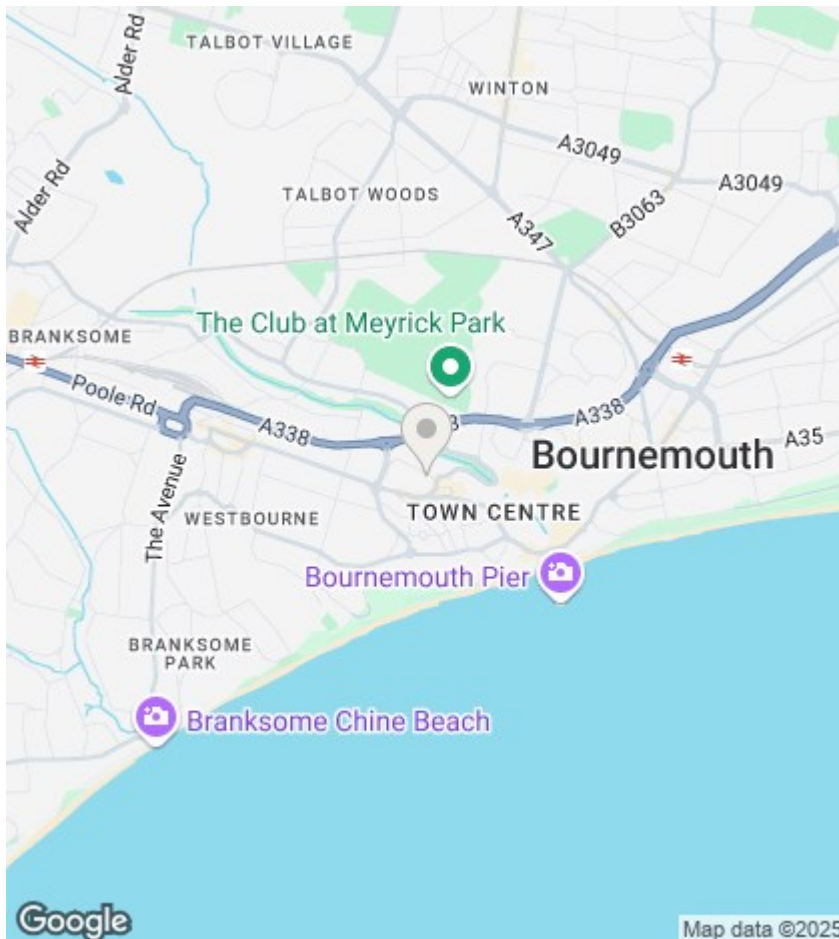 TALBOT VILLAGE
Alder Rd
WINTON
A3049
Alder Rd
TALBOT WOODS
A3049
A347
B3063
The Club at Meyrick Park
BRANKSOME
Poole Rd
A338
A338
A35
Bournemouth
The Avenue
WESTBOURNE
TOWN CENTRE
Bournemouth Pier
BRANKSOME
PARK
Branksome Chine Beach
Google
Map data ©2025